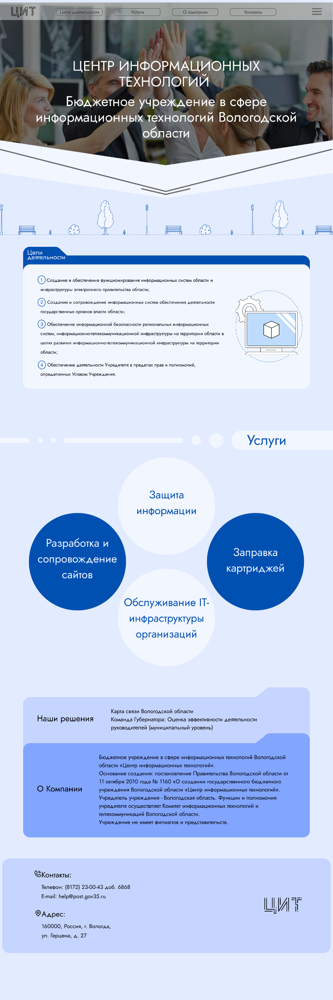 ЦИТ
Цели деятельности
Услуги
О компании
Контакты
ЦЕНТР ИНФОРМАЦИОННЫХ
ТЕХНОЛОГИЙ
Бюджетное учреждение в сфере
информационных технологий Вологодской
области
Цели
деятельности
1 Создание и обеспечение функционирования информационных систем области и
инфраструктуры электронного правительства области;
2 Создание и сопровождение информационных систем обеспечения деятельности
государственных органов власти области;
3 Обеспечение информационной безопасности региональных информационных
систем, информационно-телекоммуникационной инфраструктуры на территории области в
целях развития информационно-телекоммуникационной инфраструктуры на территории
области;
4 Обеспечение деятельности Учредителя в пределах прав и полномочий,
определенных Уставом Учреждения.
Услуги
Защита
информации
Разработка и
сопровождение
сайтов
Заправка
картриджей
Обслуживание IT-
инфраструктуры
организаций
Наши решения
Карта связи Вологодской области
Команда Губернатора: Оценка эффективности деятельности
руководителей (муниципальный уровень)
О Компании
Бюджетное учреждение в сфере информационных технологий Вологодской
области «Центр информационных технологий».
Основание создания: постановление Правительства Вологодской области от
11 октября 2010 года № 1160 «О создании государственного бюджетного
учреждения Вологодской области «Центр информационных технологий».
Учредитель учреждения - Вологодская область. Функции и полномочия
учредителя осуществляет Комитет информационных технологий и
телекоммуникаций Вологодской области.
Учреждение не имеет филиалов и представительств.
Контакты:
Телефон: (8172) 23-00-43 доб. 6868
E-mail: help@post.gov35.ru
Адрес:
160000, Россия, г. Вологда,
ул. Герцена, д. 27
ЦИТ